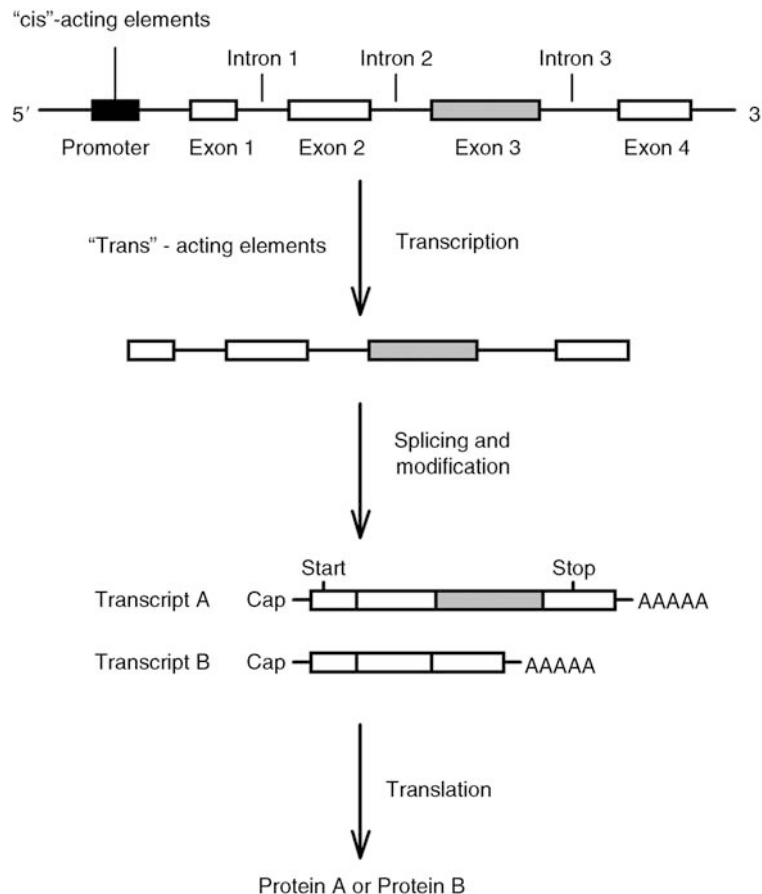 “cis”-acting elements
Intron 1 Intron 2 Intron 3
5′ 3
Promoter Exon 1 Exon 2 Exon 3 Exon 4
“Trans” - acting elements Transcription
Splicing and
modification
Start Stop
Transcript A Cap AAAAA
Transcript B Cap AAAAA
Translation
Protein A or Protein B